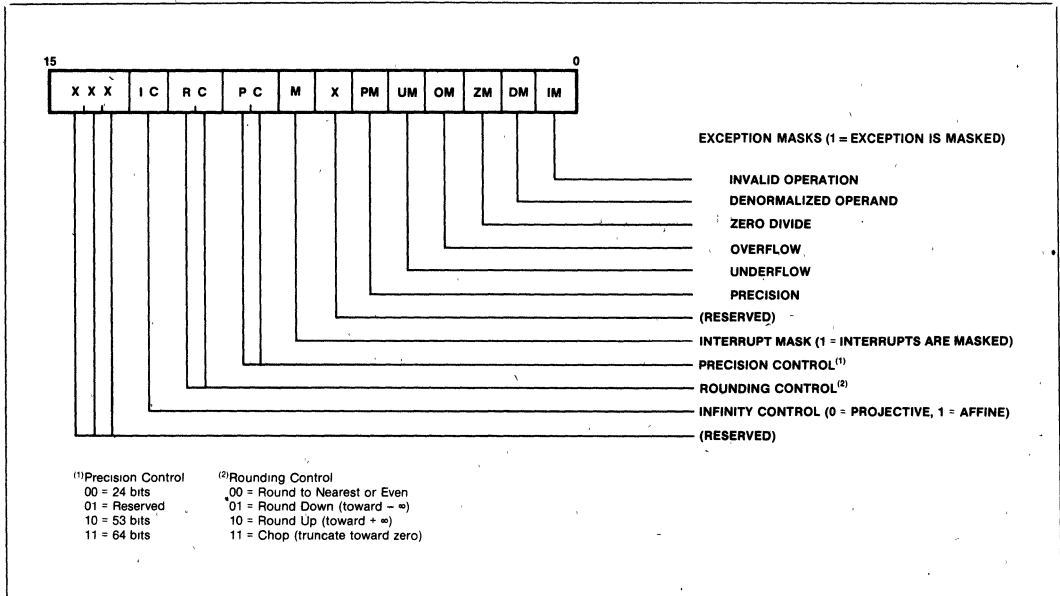 15 0
X X X I C R C P C M X PM UM OM ZM DM IM
EXCEPTION MASKS (1 = EXCEPTION IS MASKED)
INVALID OPERATION
DENORMALIZED OPERAND
ZERO DIVIDE
OVERFLOW
UNDERFLOW
PRECISION
(RESERVED)
INTERRUPT MASK (1 = INTERRUPTS ARE MASKED)
PRECISION CONTROL(1)
ROUNDING CONTROL(2)
INFINITY CONTROL (0 = PROJECTIVE, 1 = AFFINE)
(RESERVED)
(1)Precision Control
00 = 24 bits
01 = Reserved
10 = 53 bits
11 = 64 bits
(2)Rounding Control
00 = Round to Nearest or Even
01 = Round Down (toward − ∞)
10 = Round Up (toward + ∞)
11 = Chop (truncate toward zero)